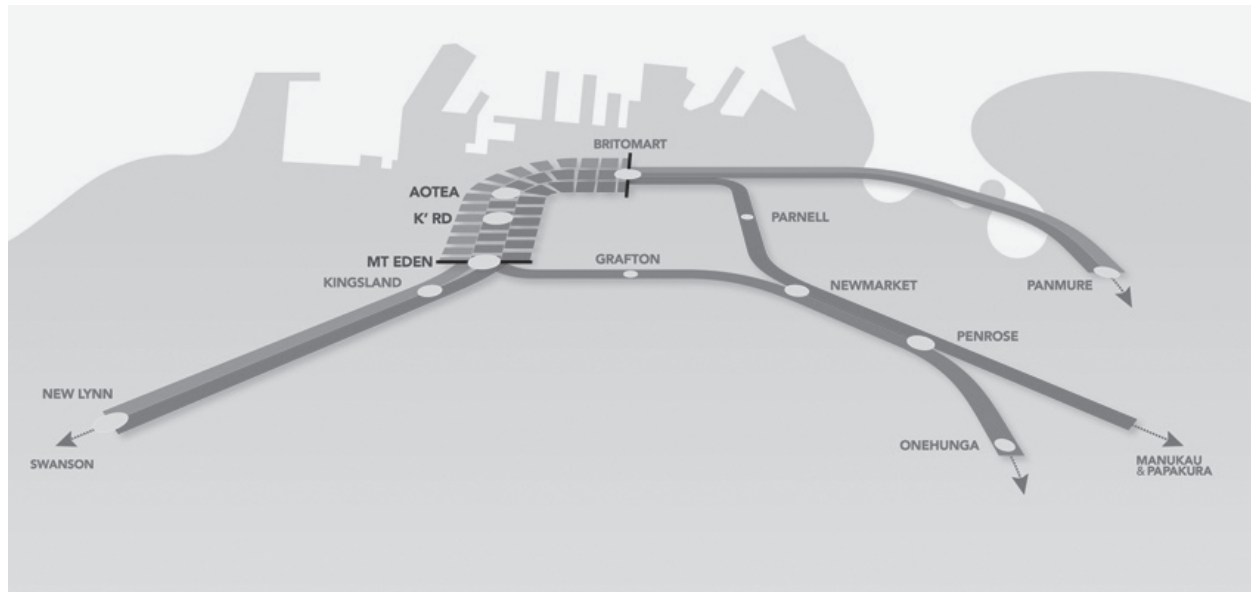 BRITOMART
AOTEA
K' RD
PARNELL
MT EDEN
GRAFTON
KINGSLAND
NEWMARKET
PANMURE
PENROSE
NEW LYNN
ONEHUNGA
SWANSON
MANUKAU
& PAPAKURA